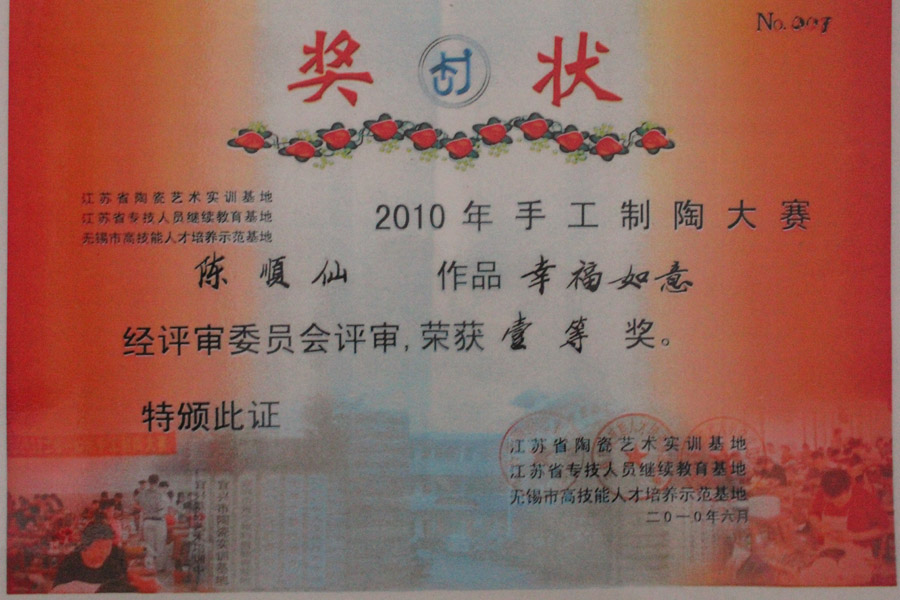 奖 状
江苏省陶瓷艺术实训基地
江苏省专技人员继续教育基地
无锡市高技能人才培养示范基地
2010年手工制陶大赛
陈順仙 作品 幸福如意
经评审委员会评审,荣获 壹等 奖。
特颁此证
江苏省陶瓷艺术实训基地
江苏省专技人员继续教育基地
无锡市高技能人才培养示范基地
二〇一〇年六月